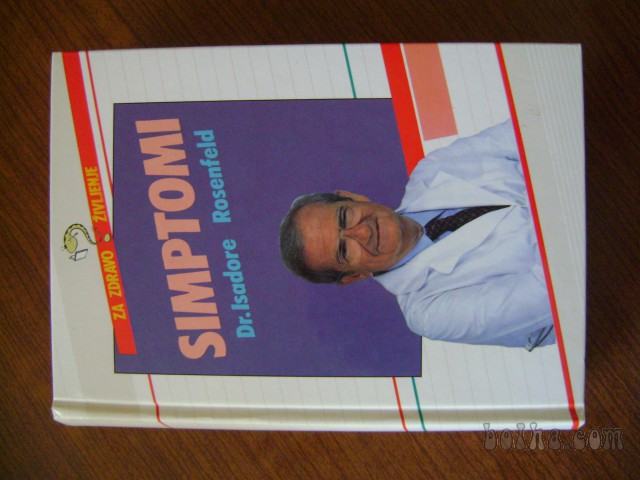 ZA ZDRAVO ŽIVLJENJE
SIMPTOMI
Dr. Isadore Rosenfeld
bolha.com